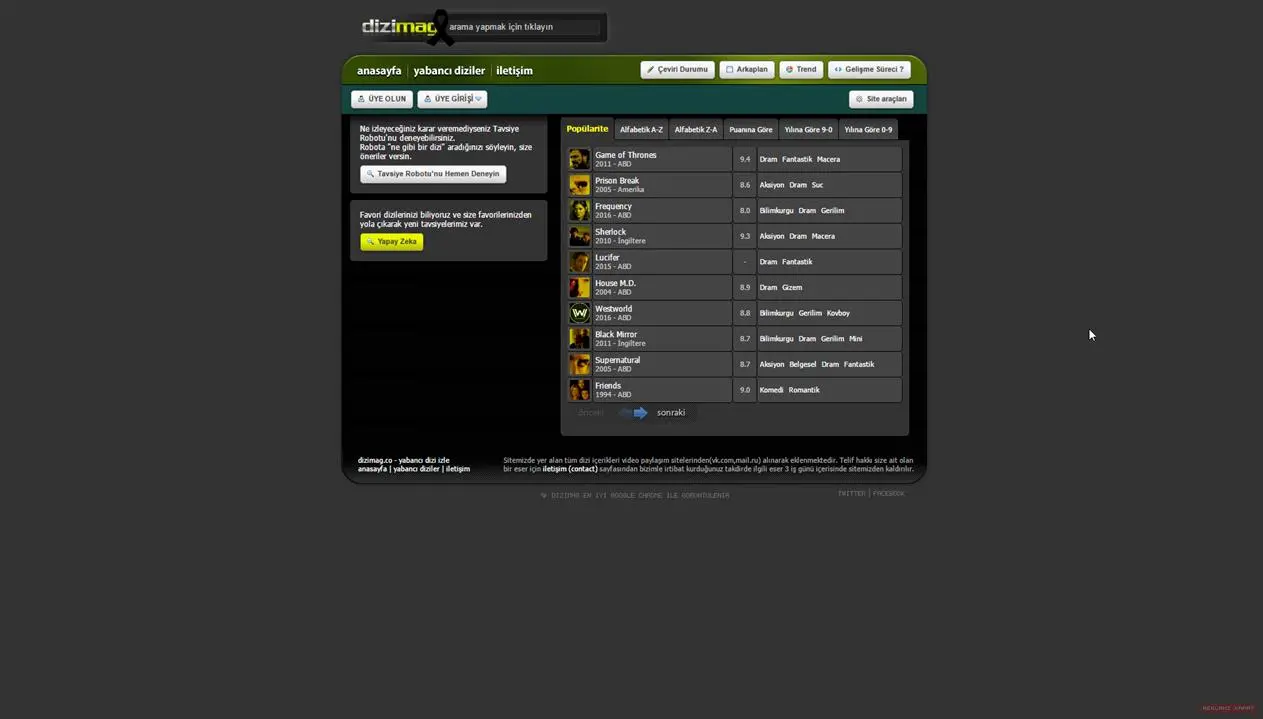 dizimag
arama yapmak için tıklayın
anasayfa yabancı diziler iletişim
Çeviri Durumu
Arkaplan
Trend
Gelişme Süreci ?
ÜYE OLUN
ÜYE GİRİŞİ
Site araçları
Ne izleyeceğiniz karar veremediyseniz Tavsiye
Robotu'nu deneyebilirsiniz.
Robota "ne gibi bir dizi" aradığınızı söyleyin, size
öneriler versin.
Tavsiye Robotu'nu Hemen Deneyin
Favori dizilerinizi biliyoruz ve size favorilerinizden
yola çıkarak yeni tavsiyelerimiz var.
Yapay Zeka
Popülarite Alfabetik A-Z Alfabetik Z-A Puanına Göre Yılına Göre 9-0 Yılına Göre 0-9
Game of Thrones
2011 - ABD
9.4
Dram Fantastik Macera
Prison Break
2005 - Amerika
8.6
Aksiyon Dram Suc
Frequency
2016 - ABD
8.0
Bilimkurgu Dram Gerilim
Sherlock
2010 - İngiltere
9.3
Aksiyon Dram Macera
Lucifer
2015 - ABD
-
Dram Fantastik
House M.D.
2004 - ABD
8.9
Dram Gizem
Westworld
2016 - ABD
8.8
Bilimkurgu Gerilim Kovboy
Black Mirror
2011 - İngiltere
8.7
Bilimkurgu Dram Gerilim Mini
Supernatural
2005 - ABD
8.7
Aksiyon Belgesel Dram Fantastik
Friends
1994 - ABD
9.0
Komedi Romantik
önceki sonraki
dizimag.co - yabancı dizi izle
anasayfa | yabancı diziler | iletişim
Sitemizde yer alan tüm dizi içerikleri video paylaşım sitelerinden(vk.com,mail.ru) alınarak eklenmektedir. Telif hakkı size ait olan
bir eser için iletişim (contact) sayfasından bizimle irtibat kurduğunuz takdirde ilgili eser 3 iş günü içerisinde sitemizden kaldırılır.
DIZIMAG EN IYI GOOGLE CHROME ILE GORUNTULENIR
TWITTER | FACEBOOK
REKLAMI KAPAT